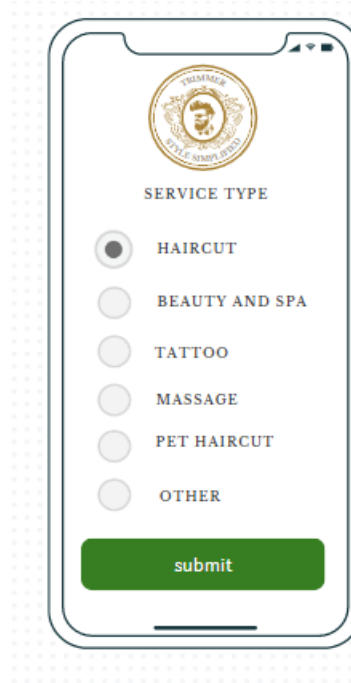 TRIMMER
STYLE SIMPLIFIED
SERVICE TYPE
HAIRCUT
BEAUTY AND SPA
TATTOO
MASSAGE
PET HAIRCUT
OTHER
submit